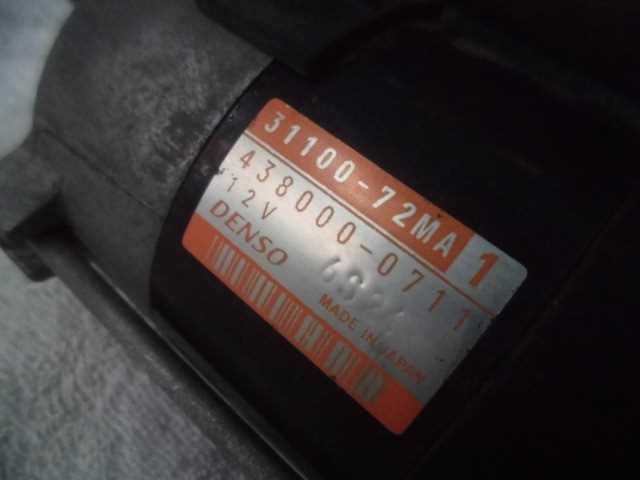 31100-72MA 1
438000-0711
12V
DENSO
MADE IN JAPAN